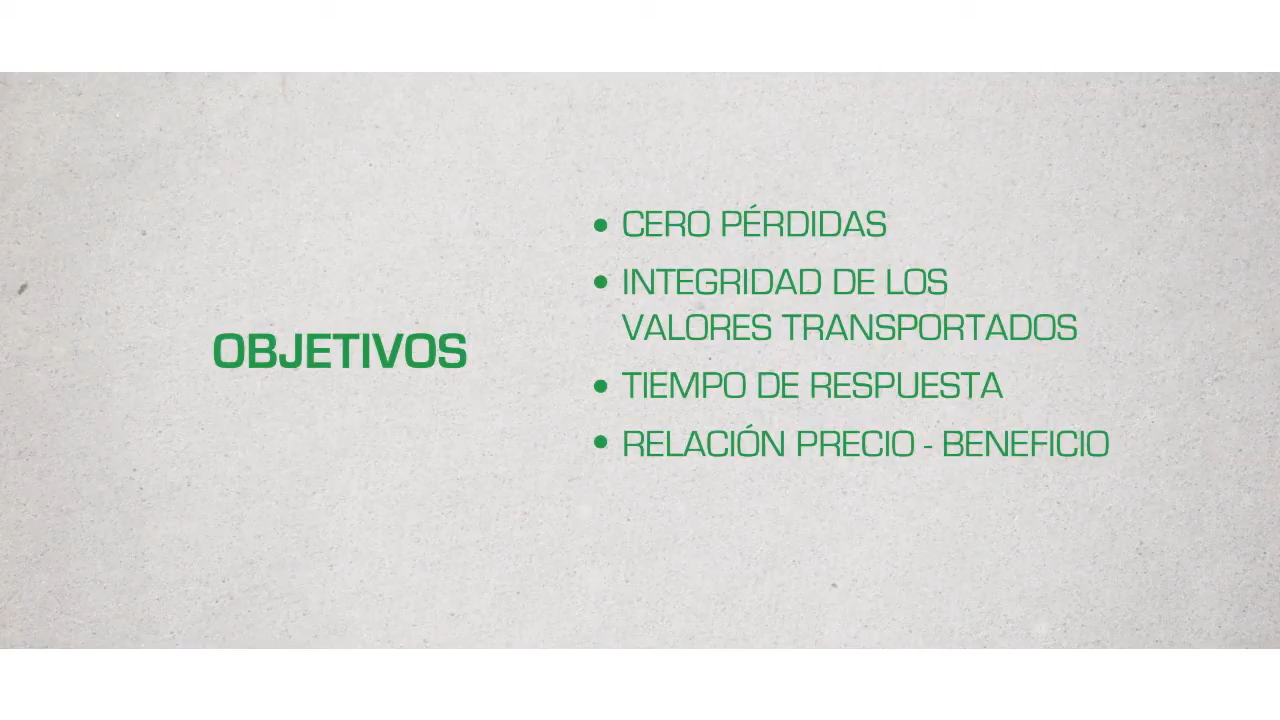 OBJETIVOS
• CERO PÉRDIDAS
• INTEGRIDAD DE LOS
VALORES TRANSPORTADOS
• TIEMPO DE RESPUESTA
• RELACIÓN PRECIO - BENEFICIO